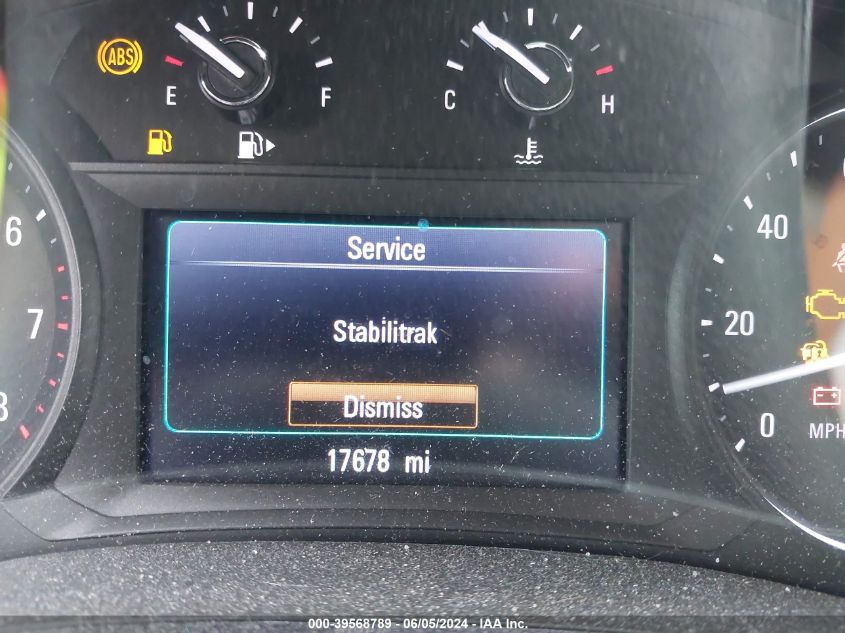 ABS
E
F
C
H
Service
Stabilitrak
Dismiss
17678 mi
6
7
8
40
20
0
MPH
000-39568789 - 06/05/2024 - IAA Inc.